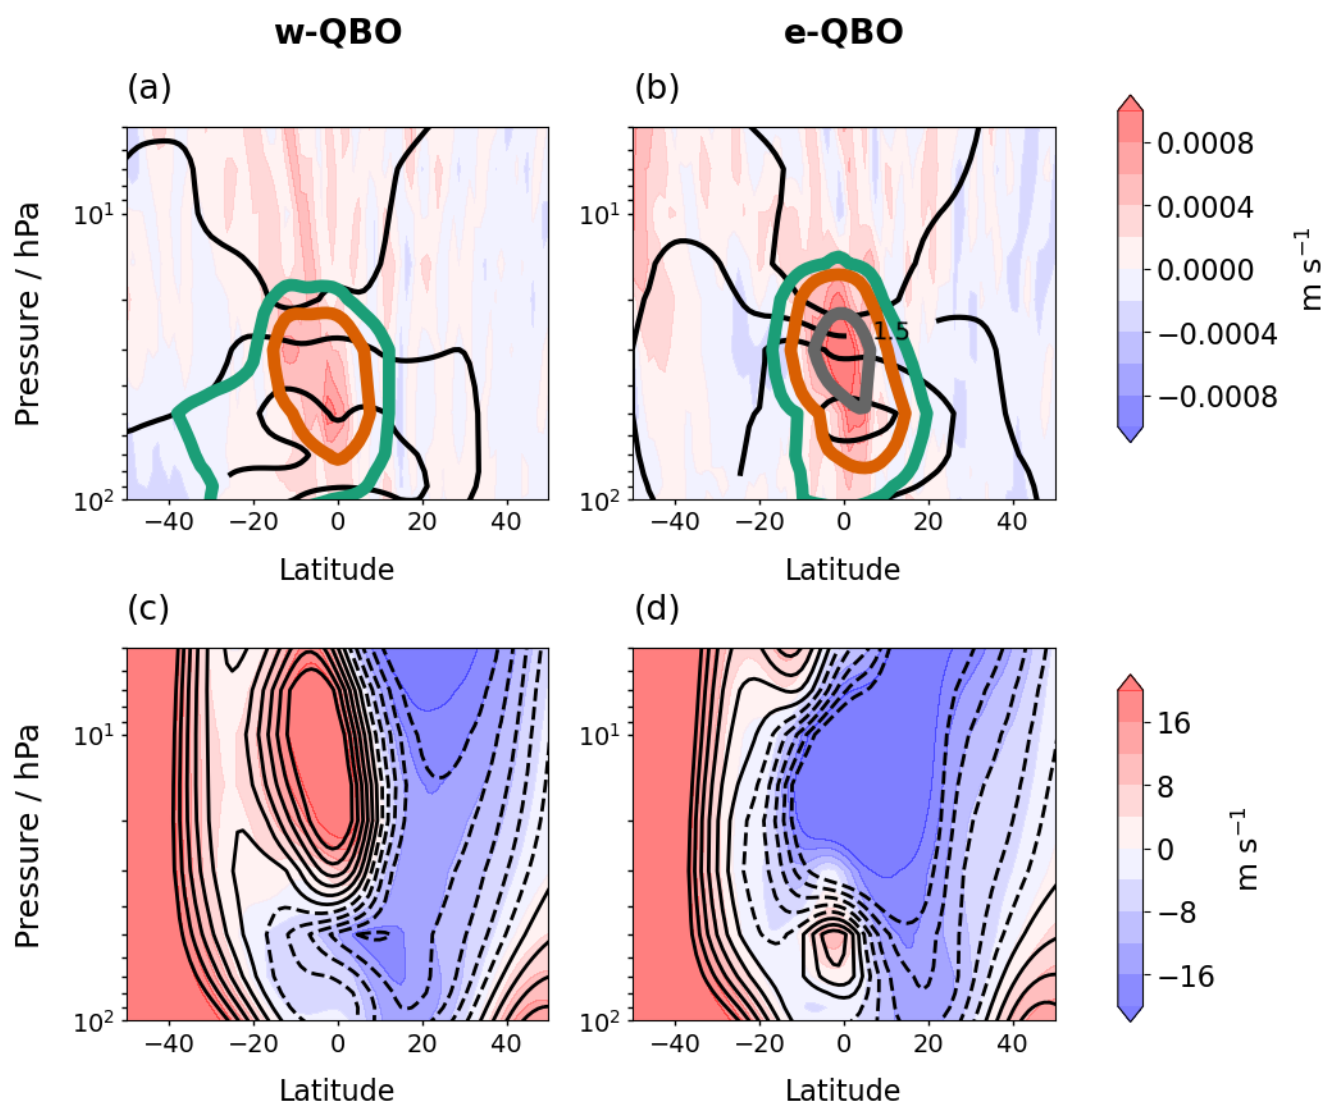 w-QBO
e-QBO
(a)
(b)
Pressure / hPa
10¹
10²
−40 −20 0 20 40
Latitude
10¹
1.5
10²
−40 −20 0 20 40
Latitude
0.0008
0.0004
0.0000
−0.0004
−0.0008
m s⁻¹
(c)
(d)
Pressure / hPa
10¹
10²
−40 −20 0 20 40
Latitude
10¹
10²
−40 −20 0 20 40
Latitude
16
8
0
−8
−16
m s⁻¹